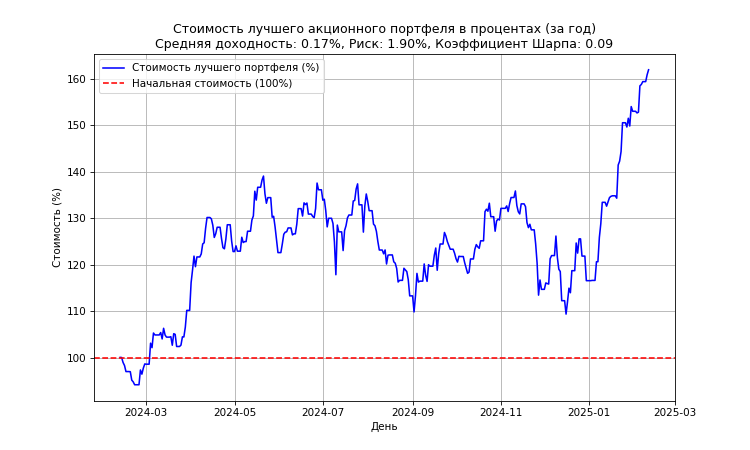 Стоимость лучшего акционного портфеля в процентах (за год)
Средняя доходность: 0.17%, Риск: 1.90%, Коэффициент Шарпа: 0.09
Стоимость лучшего портфеля (%)
Начальная стоимость (100%)
Стоимость (%)
160
150
140
130
120
110
100
2024-03
2024-05
2024-07
2024-09
2024-11
2025-01
2025-03
День